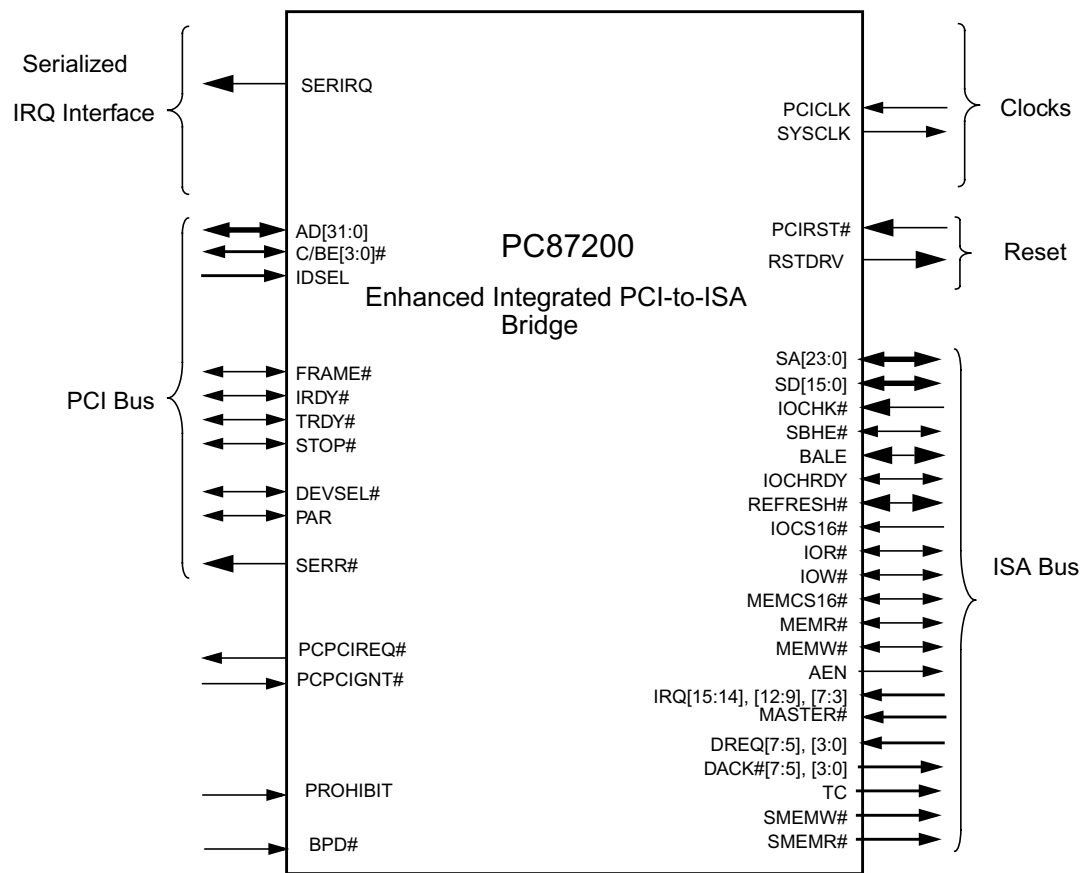 Serialized
IRQ Interface
SERIRQ
PCICLK
SYSCLK
Clocks
AD[31:0]
C/BE[3:0]#
IDSEL
PC87200
Enhanced Integrated PCI-to-ISA
Bridge
PCIRST#
RSTDRV
Reset
PCI Bus
FRAME#
IRDY#
TRDY#
STOP#
DEVSEL#
PAR
SERR#
PCPCIREQ#
PCPCIGNT#
PROHIBIT
BPD#
SA[23:0]
SD[15:0]
IOCHK#
SBHE#
BALE
IOCHRDY
REFRESH#
IOCS16#
IOR#
IOW#
MEMCS16#
MEMR#
MEMW#
AEN
IRQ[15:14], [12:9], [7:3]
MASTER#
DREQ[7:5], [3:0]
DACK#[7:5], [3:0]
TC
SMEMW#
SMEMR#
ISA Bus